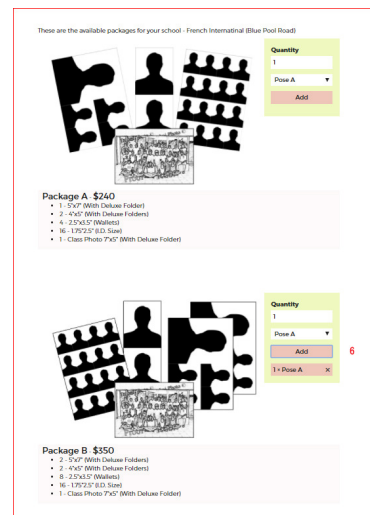 These are the available packages for your school - French Internatinal (Blue Pool Road)
Quantity
1
Pose A ▼
Add
Package A - $240
• 1 - 5"x7" (With Deluxe Folder)
• 2 - 4"x5" (With Deluxe Folders)
• 4 - 2.5"x3.5" (Wallets)
• 16 - 1.75"2.5" (I.D. Size)
• 1 - Class Photo 7"x5" (With Deluxe Folder)
Quantity
1
Pose A ▼
Add
6
1 × Pose A ×
Package B - $350
• 2 - 5"x7" (With Deluxe Folders)
• 2 - 4"x5" (With Deluxe Folders)
• 8 - 2.5"x3.5" (Wallets)
• 16 - 1.75"2.5" (I.D. Size)
• 1 - Class Photo 7"x5" (With Deluxe Folder)